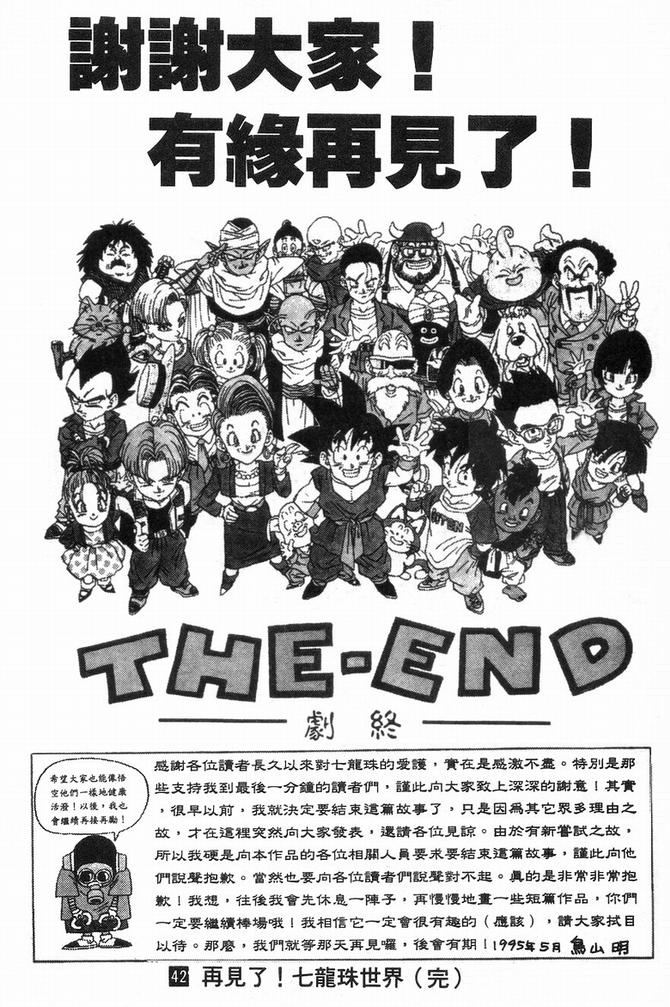 謝謝大家！
有緣再見了！
GOTEN
THE-END
劇終
希望大家也能像悟
空他們一樣地健康
活潑！以後，我也
會繼續再接再勵！
感謝各位讀者長久以來對七龍珠的愛護，實在是感激不盡。特別是那
些支持我到最後一分鐘的讀者們，謹此向大家致上深深的謝意！其實
，很早以前，我就決定要結束這篇故事了，只是因為其它眾多理由之
故，才在這裡突然向大家發表，還請各位見諒。由於有新嘗試之故，
所以我硬是向本作品的各位相關人員要求要結束這篇故事，謹此向他
們說聲抱歉。當然也要向各位讀者們說聲對不起。真的是非常非常抱
歉！我想，往後我會先休息一陣子，再慢慢地畫一些短篇作品，你們
一定要繼續棒場哦！我相信它一定會很有趣的（應該），請大家拭目
以待。那麼，我們就等那天再見囉，後會有期！1995年5月 鳥山明
42 再見了！七龍珠世界（完）